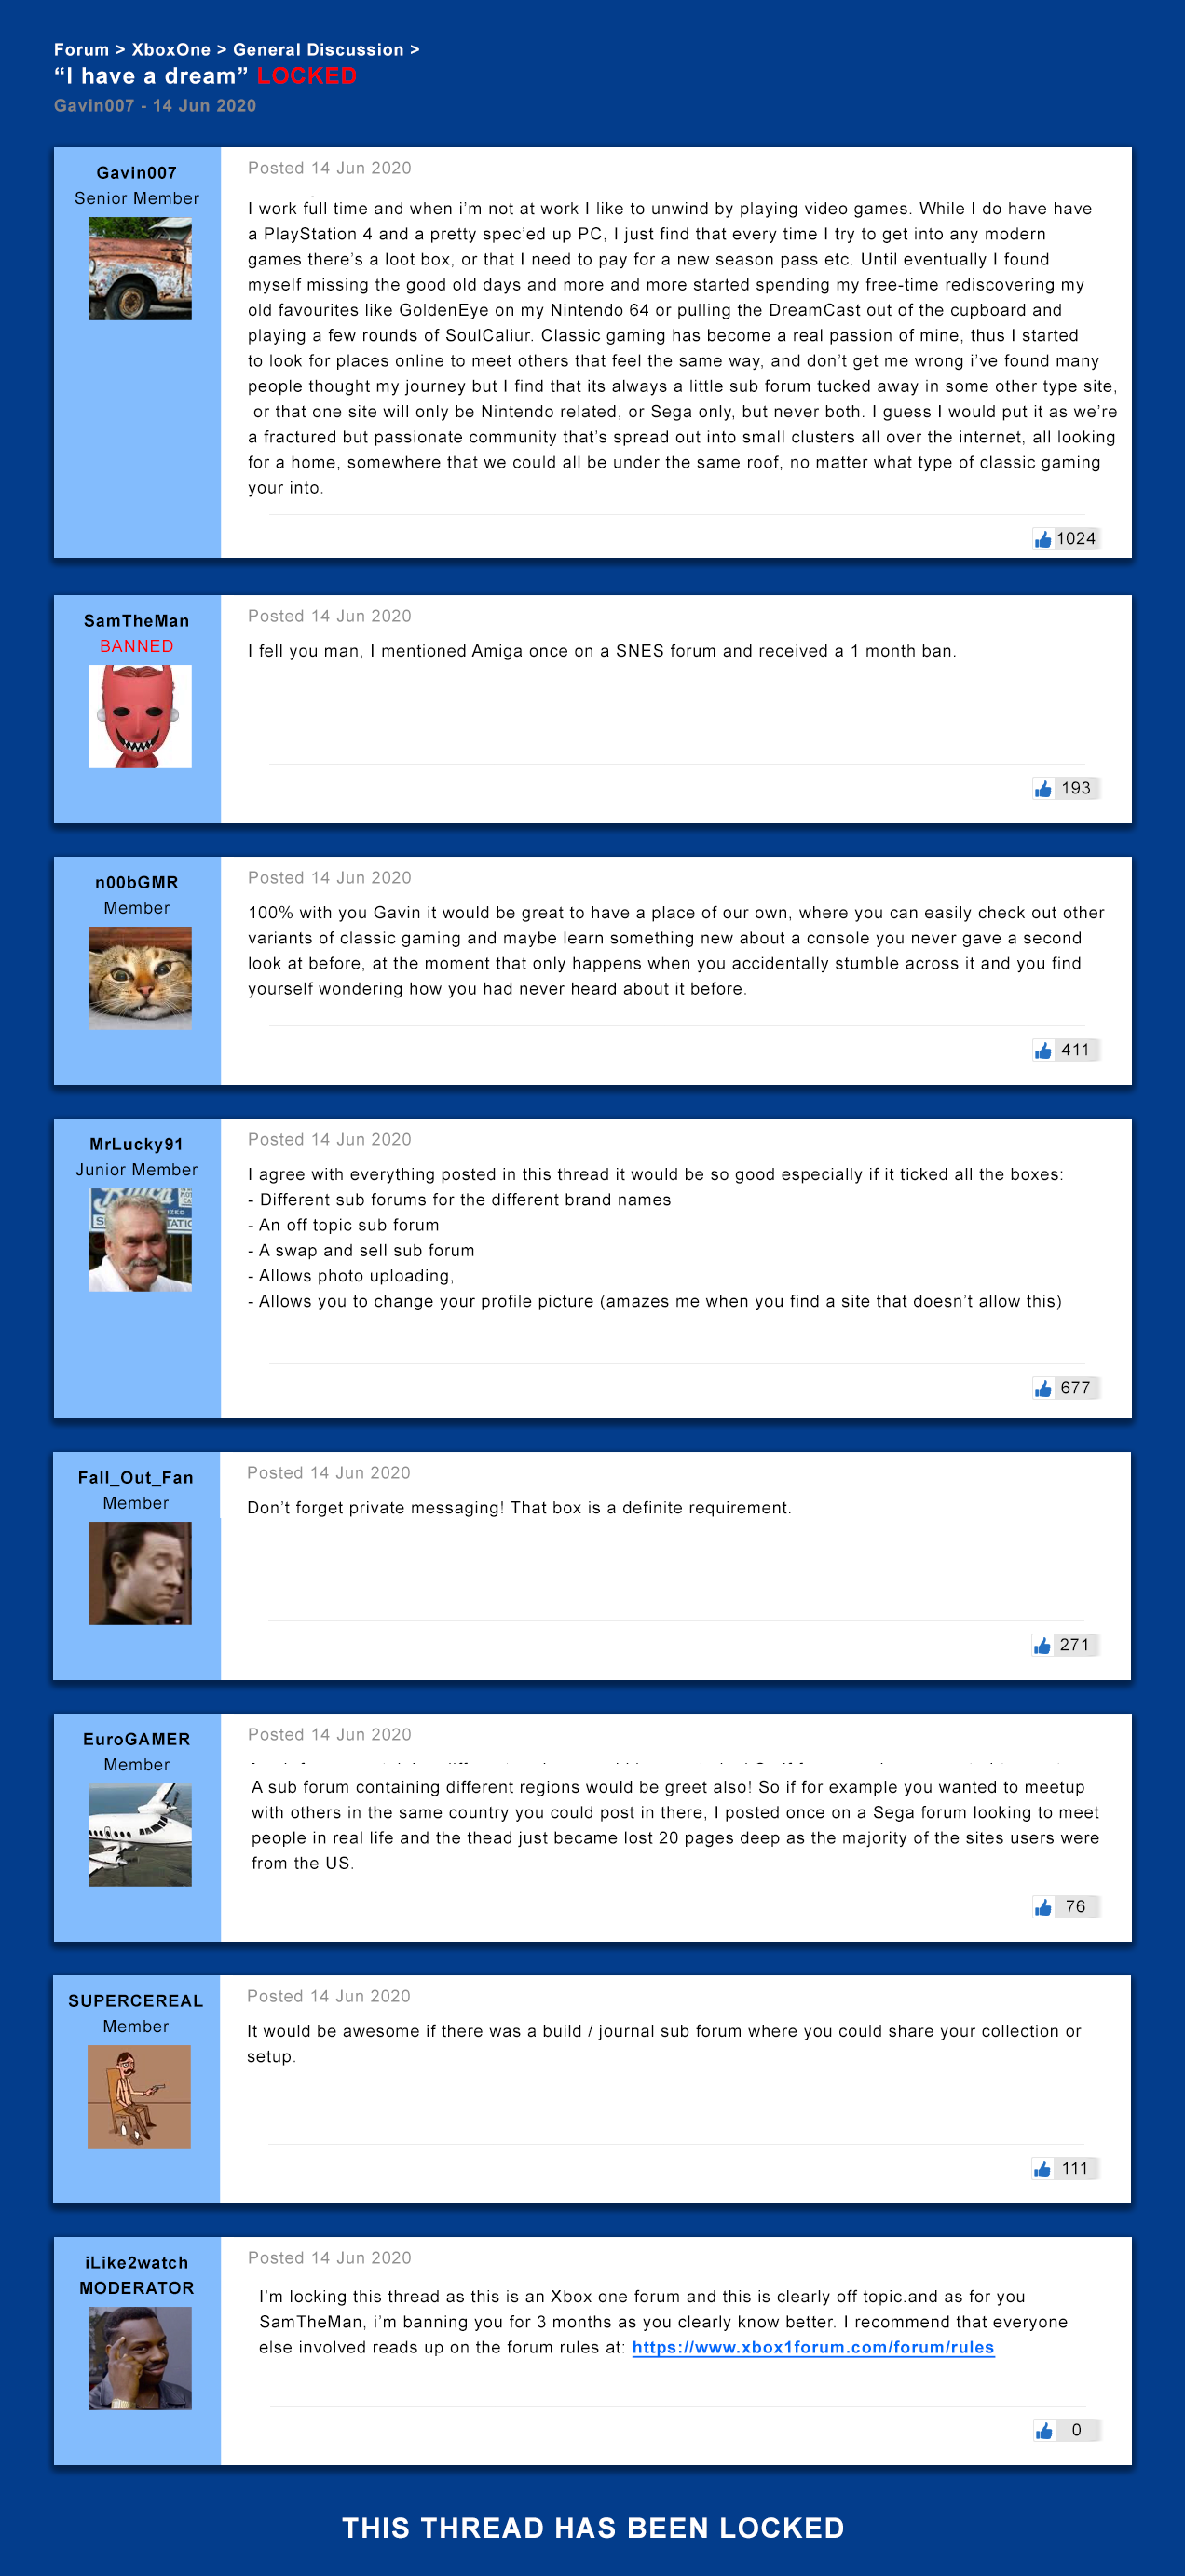 Forum > XboxOne > General Discussion >
“I have a dream” LOCKED
Gavin007 - 14 Jun 2020
Gavin007
Senior Member
Posted 14 Jun 2020
I work full time and when i’m not at work I like to unwind by playing video games. While I do have have
a PlayStation 4 and a pretty spec’ed up PC, I just find that every time I try to get into any modern
games there’s a loot box, or that I need to pay for a new season pass etc. Until eventually I found
myself missing the good old days and more and more started spending my free-time rediscovering my
old favourites like GoldenEye on my Nintendo 64 or pulling the DreamCast out of the cupboard and
playing a few rounds of SoulCaliur. Classic gaming has become a real passion of mine, thus I started
to look for places online to meet others that feel the same way, and don’t get me wrong i’ve found many
people thought my journey but I find that its always a little sub forum tucked away in some other type site,
or that one site will only be Nintendo related, or Sega only, but never both. I guess I would put it as we’re
a fractured but passionate community that’s spread out into small clusters all over the internet, all looking
for a home, somewhere that we could all be under the same roof, no matter what type of classic gaming
your into.
1024
SamTheMan
BANNED
Posted 14 Jun 2020
I fell you man, I mentioned Amiga once on a SNES forum and received a 1 month ban.
193
n00bGMR
Member
Posted 14 Jun 2020
100% with you Gavin it would be great to have a place of our own, where you can easily check out other
variants of classic gaming and maybe learn something new about a console you never gave a second
look at before, at the moment that only happens when you accidentally stumble across it and you find
yourself wondering how you had never heard about it before.
411
MrLucky91
Junior Member
Posted 14 Jun 2020
I agree with everything posted in this thread it would be so good especially if it ticked all the boxes:
- Different sub forums for the different brand names
- An off topic sub forum
- A swap and sell sub forum
- Allows photo uploading,
- Allows you to change your profile picture (amazes me when you find a site that doesn’t allow this)
677
Fall_Out_Fan
Member
Posted 14 Jun 2020
Don’t forget private messaging! That box is a definite requirement.
271
EuroGAMER
Member
Posted 14 Jun 2020
A sub forum containing different regions would be greet also! So if for example you wanted to meetup
with others in the same country you could post in there, I posted once on a Sega forum looking to meet
people in real life and the thead just became lost 20 pages deep as the majority of the sites users were
from the US.
76
SUPERCEREAL
Member
Posted 14 Jun 2020
It would be awesome if there was a build / journal sub forum where you could share your collection or
setup.
111
iLike2watch
MODERATOR
Posted 14 Jun 2020
I’m locking this thread as this is an Xbox one forum and this is clearly off topic.and as for you
SamTheMan, i’m banning you for 3 months as you clearly know better. I recommend that everyone
else involved reads up on the forum rules at: https://www.xbox1forum.com/forum/rules
0
THIS THREAD HAS BEEN LOCKED